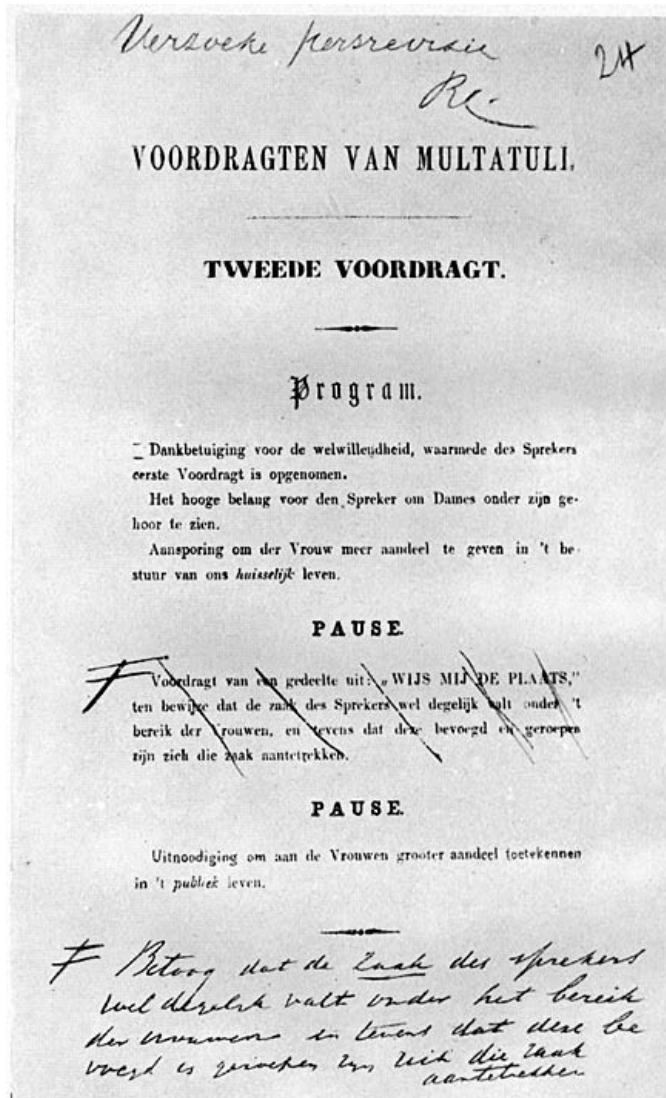 Verzoeke persrevisie
24
VOORDRAGTEN VAN MULTATULI.
TWEEDE VOORDRAGT.
Program.
Dankbetuiging voor de welwillendheid, waarmede des Sprekers
eerste Voordragt is opgenomen.
Het hooge belang voor den Spreker om Dames onder zijn ge-
hoor te zien.
Aansporing om der Vrouw meer aandeel te geven in 't be-
stuur van ons huisselijk leven.
PAUSE.
Voordragt van een gedeelte uit: „WIJS MIJ DE PLAATS,"
ten bewijze dat de zaak des Sprekers wel degelijk valt onder 't
bereik der Vrouwen, en tevens dat deze bevoegd en geroepen
zijn zich die zaak aantetrekken.
PAUSE.
Uitnoodiging om aan de Vrouwen grooter aandeel toetekennen
in 't publiek leven.
Betoog dat de zaak des sprekers
wel degelijk valt onder het bereik
der vrouwen en tevens dat deze be
voegd en geroepen zijn zich die zaak
aantetrekken